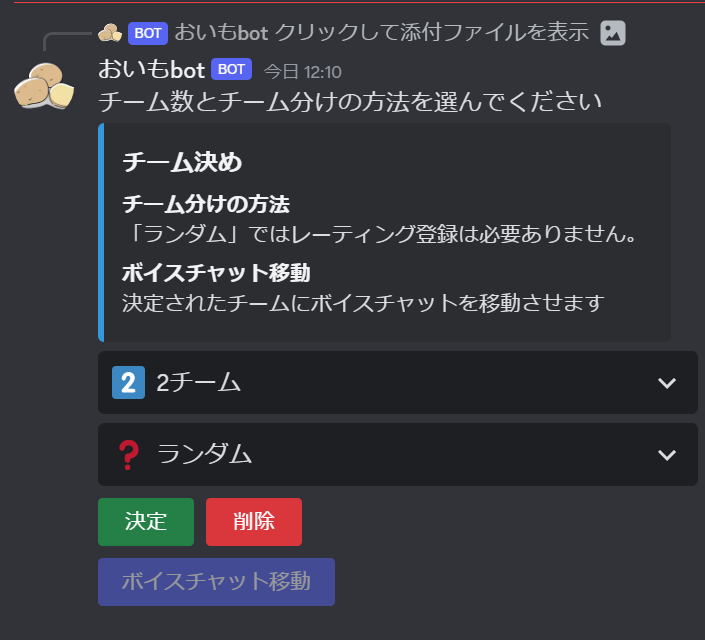 BOT おいもbot クリックして添付ファイルを表示
おいもbot BOT 今日 12:10
チーム数とチーム分けの方法を選んでください
チーム決め
チーム分けの方法
「ランダム」ではレーティング登録は必要ありません。
ボイスチャット移動
決定されたチームにボイスチャットを移動させます
2 2チーム
❓ ランダム
決定 削除
ボイスチャット移動